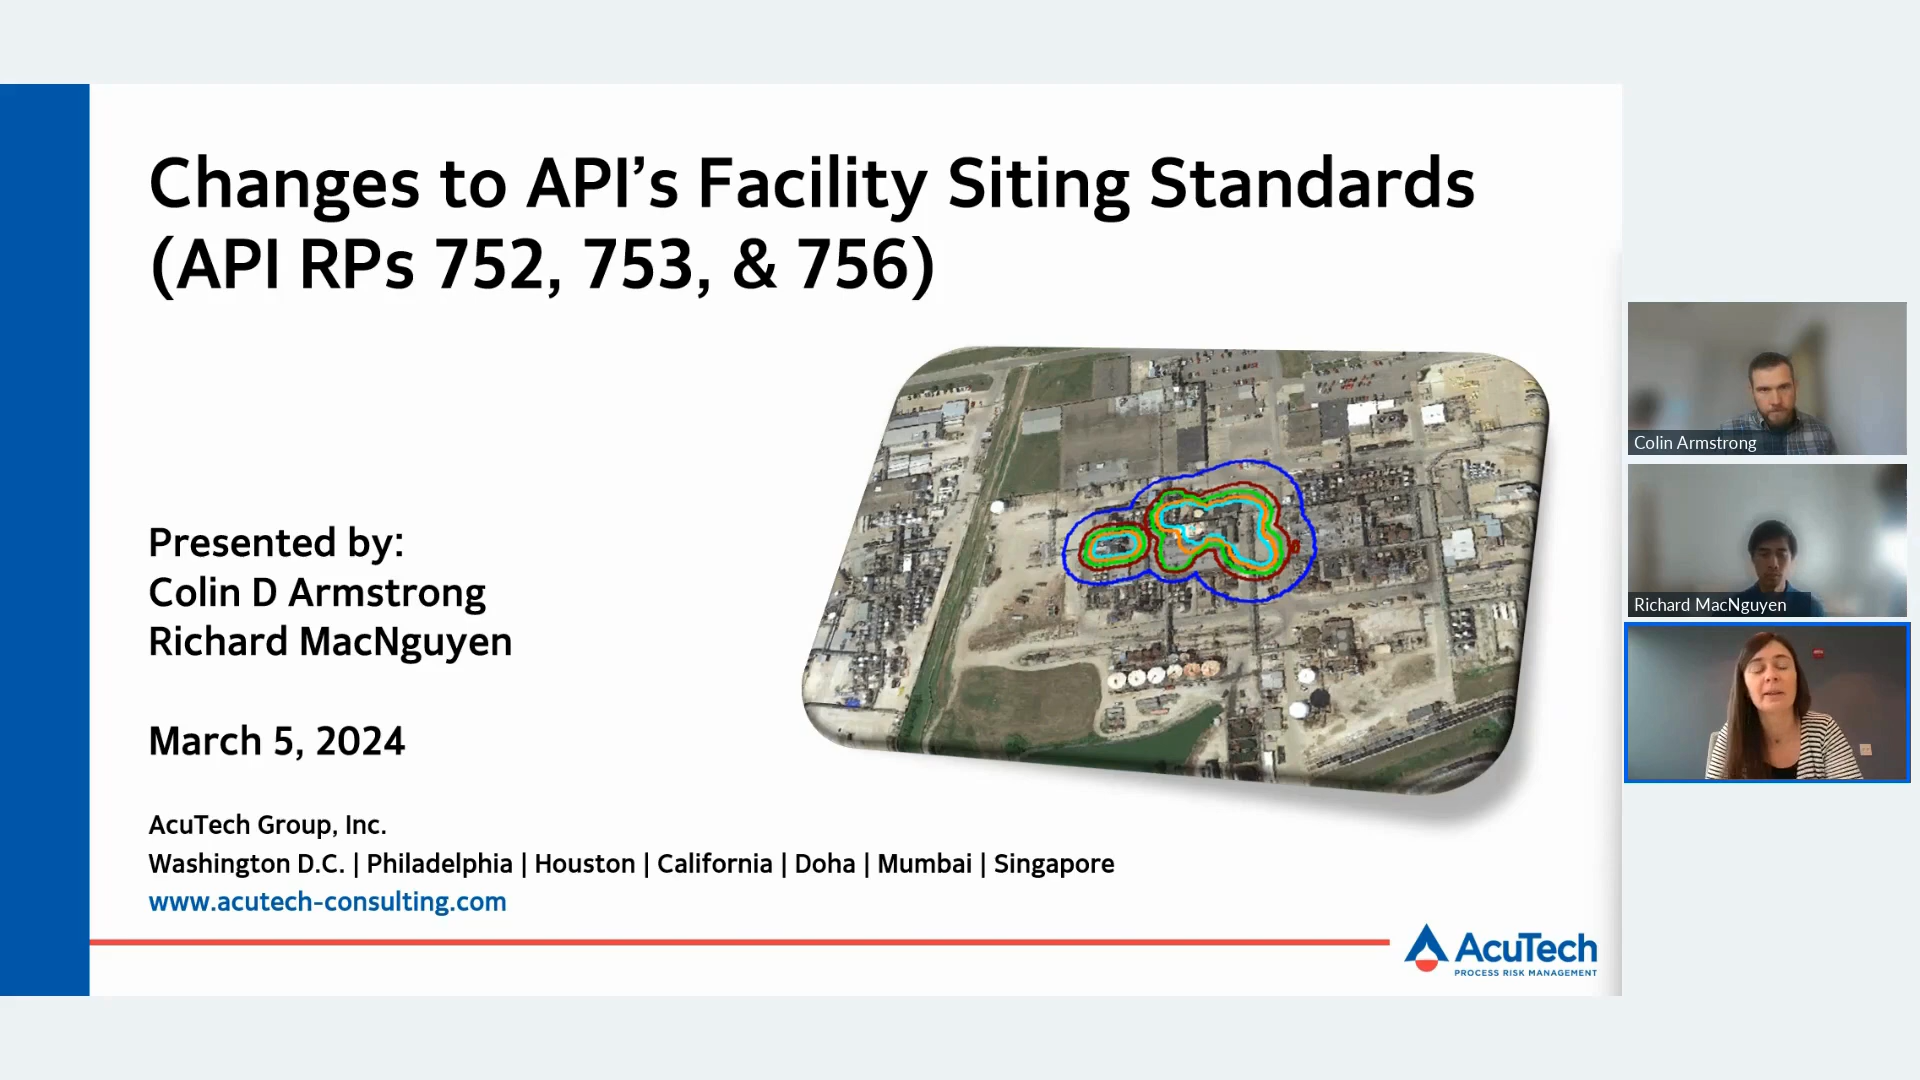 Changes to API’s Facility Siting Standards
(API RPs 752, 753, & 756)
Presented by:
Colin D Armstrong
Richard MacNguyen
March 5, 2024
AcuTech Group, Inc.
Washington D.C. | Philadelphia | Houston | California | Doha | Mumbai | Singapore
www.acutech-consulting.com
AcuTech
PROCESS RISK MANAGEMENT
Colin Armstrong
Richard MacNguyen